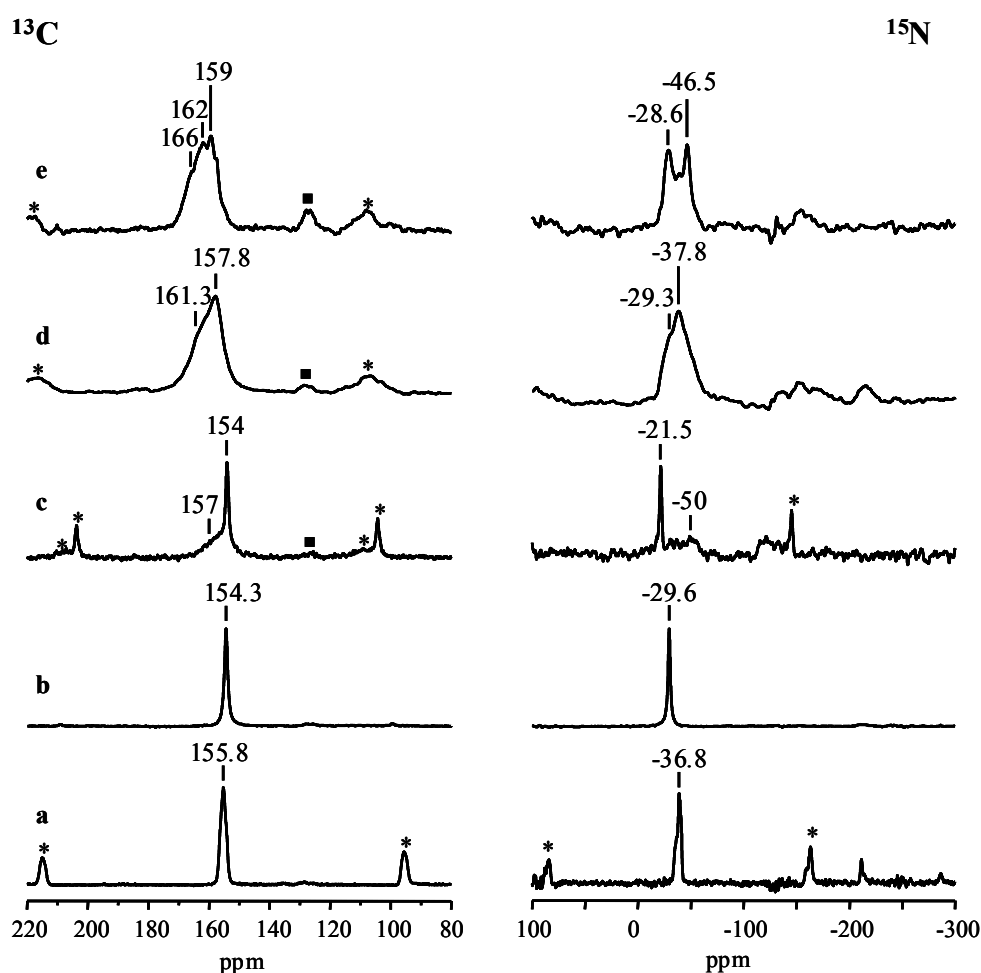 13C 15N
159 -46.5
162 -28.6
166
e
* ■ *
157.8 -37.8
161.3 -29.3
d
* ■ *
154 -21.5
157 -50
c
* * ■ * * *
154.3 -29.6
b
155.8 -36.8
a
* * * *
220 200 180 160 140 120 100 80 100 0 -100 -200 -300
ppm ppm